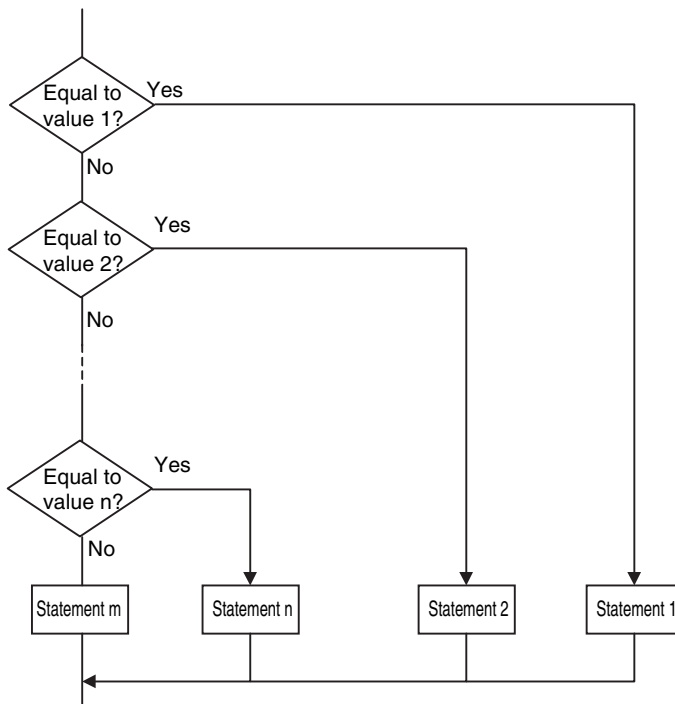 Equal to
value 1?
Yes
No
Equal to
value 2?
Yes
No
Equal to
value n?
Yes
No
Statement m
Statement n
Statement 2
Statement 1